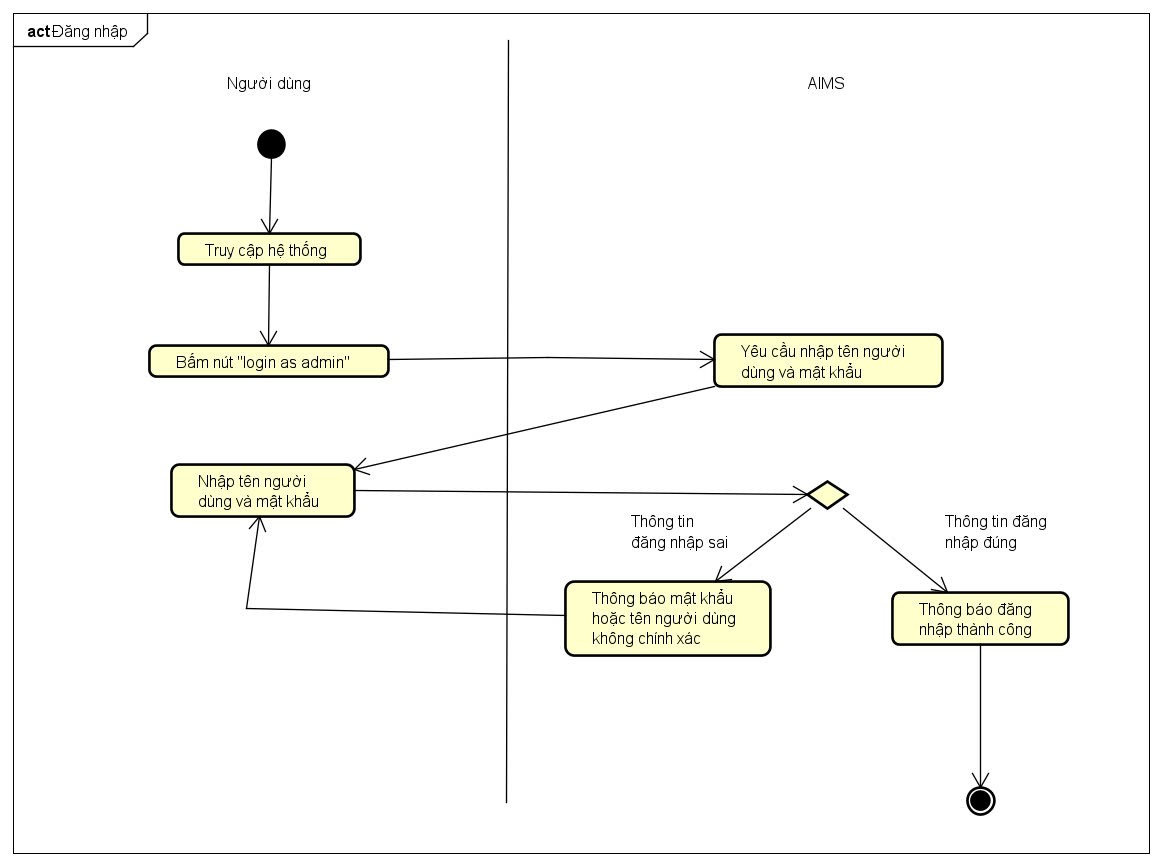 act Đăng nhập
Người dùng
AIMS
Truy cập hệ thống
Bấm nút "login as admin"
Yêu cầu nhập tên người
dùng và mật khẩu
Nhập tên người
dùng và mật khẩu
Thông tin
đăng nhập sai
Thông tin đăng
nhập đúng
Thông báo mật khẩu
hoặc tên người dùng
không chính xác
Thông báo đăng
nhập thành công